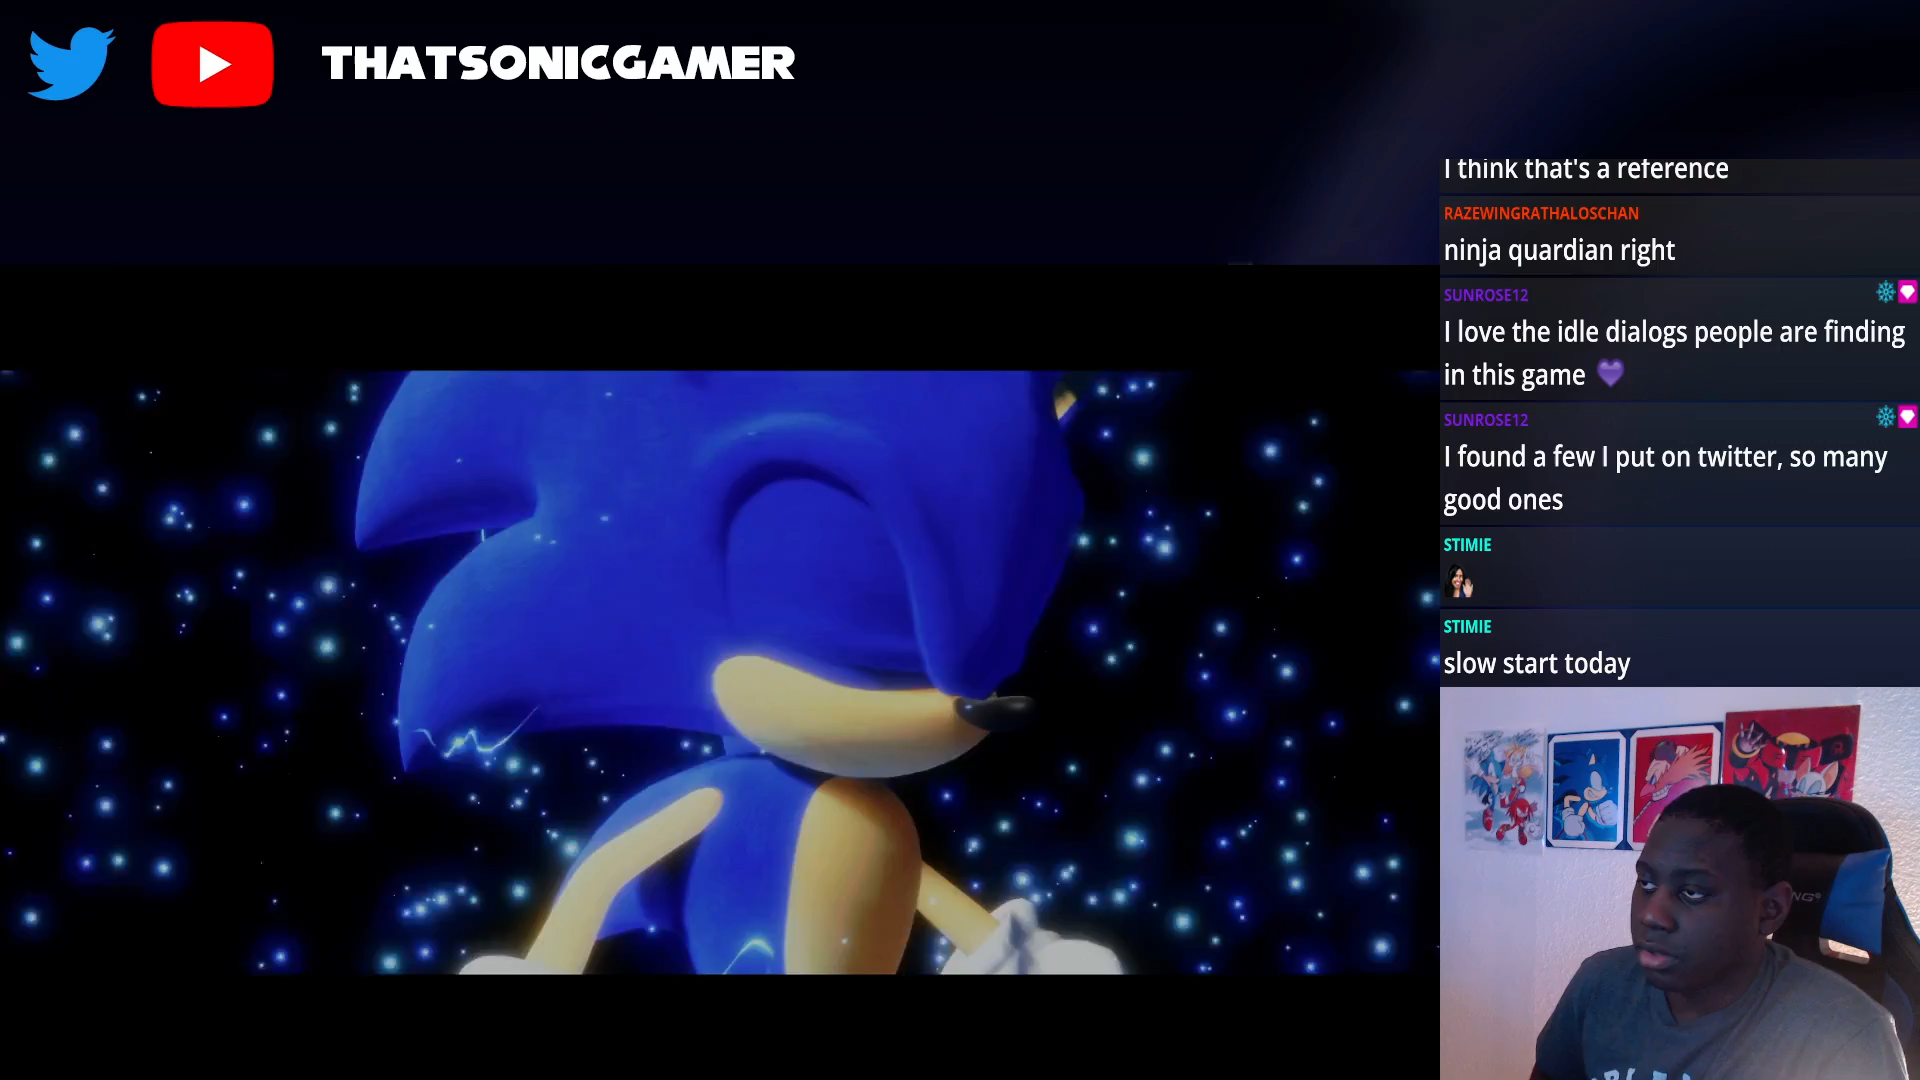 THATSONICGAMER
I think that's a reference
RAZEWINGRATHALOSCHAN
ninja quardian right
SUNROSE12
I love the idle dialogs people are finding
in this game 💜
SUNROSE12
I found a few I put on twitter, so many
good ones
STIMIE
STIMIE
slow start today